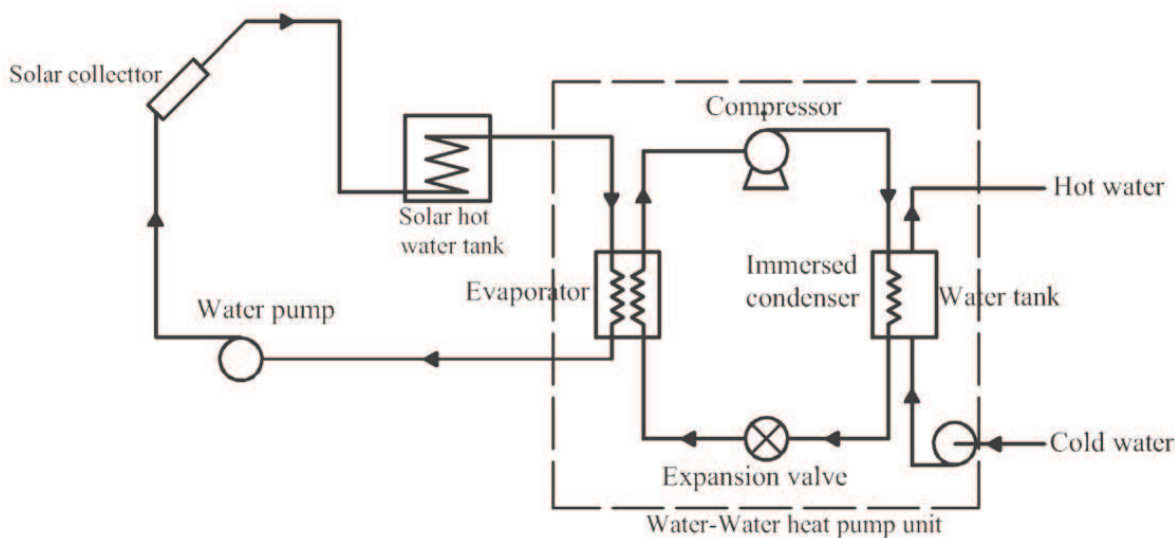 Solar collecttor
Compressor
Hot water
Solar hot
water tank
Evaporator
Immersed
condenser
Water tank
Water pump
Cold water
Expansion valve
Water-Water heat pump unit